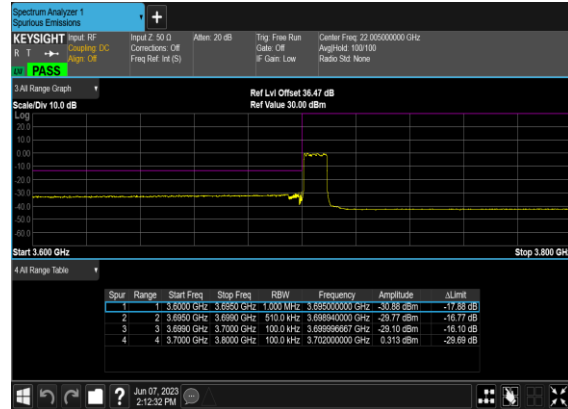 Spectrum Analyzer 1
Spurious Emissions
KEYSIGHT Input: RF Input Z: 50 Ω Atten: 20 dB Trig: Free Run Center Freq: 22.005000000 GHz
R T Coupling: DC Corrections: Off Gate: Off Avg|Hold: 100/100
Align: Off Freq Ref: Int (S) IF Gain: Low Radio Std: None
PASS
3 All Range Graph
Ref Lvl Offset 36.47 dB
Scale/Div 10.0 dB Ref Value 30.00 dBm
Log
20.0
10.0
0.00
-10.0
-20.0
-30.0
-40.0
-50.0
-60.0
Start 3.600 GHz Stop 3.800 GHz
4 All Range Table
Spur Range Start Freq Stop Freq RBW Frequency Amplitude ΔLimit
1 1 3.6000 GHz 3.6950 GHz 1.000 MHz 3.695000000 GHz -30.88 dBm -17.88 dB
2 2 3.6950 GHz 3.6990 GHz 510.0 kHz 3.698940000 GHz -29.77 dBm -16.77 dB
3 3 3.6990 GHz 3.7000 GHz 100.0 kHz 3.699996667 GHz -29.10 dBm -16.10 dB
4 4 3.7000 GHz 3.8000 GHz 100.0 kHz 3.702000000 GHz 0.313 dBm -29.69 dB
? Jun 07, 2023
2:12:32 PM